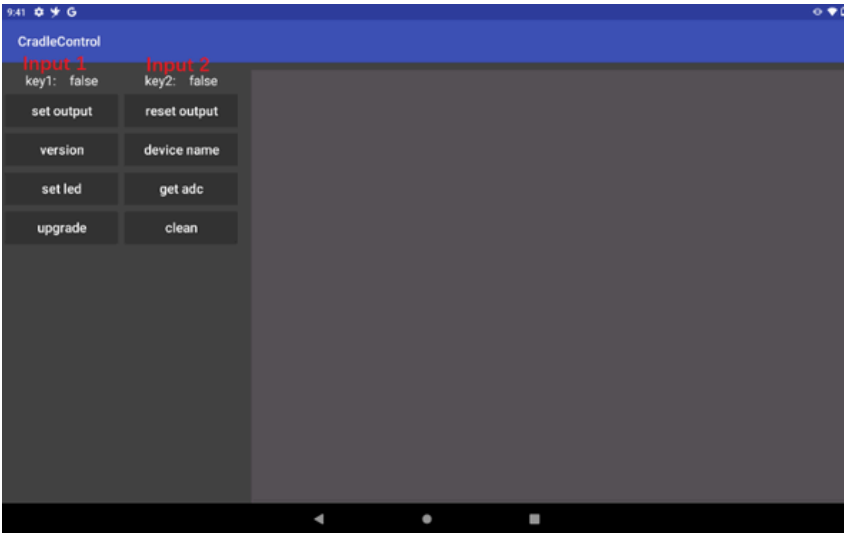 9:41 G
CradleControl
Input 1 Input 2
key1: false key2: false
set output reset output
version device name
set led get adc
upgrade clean